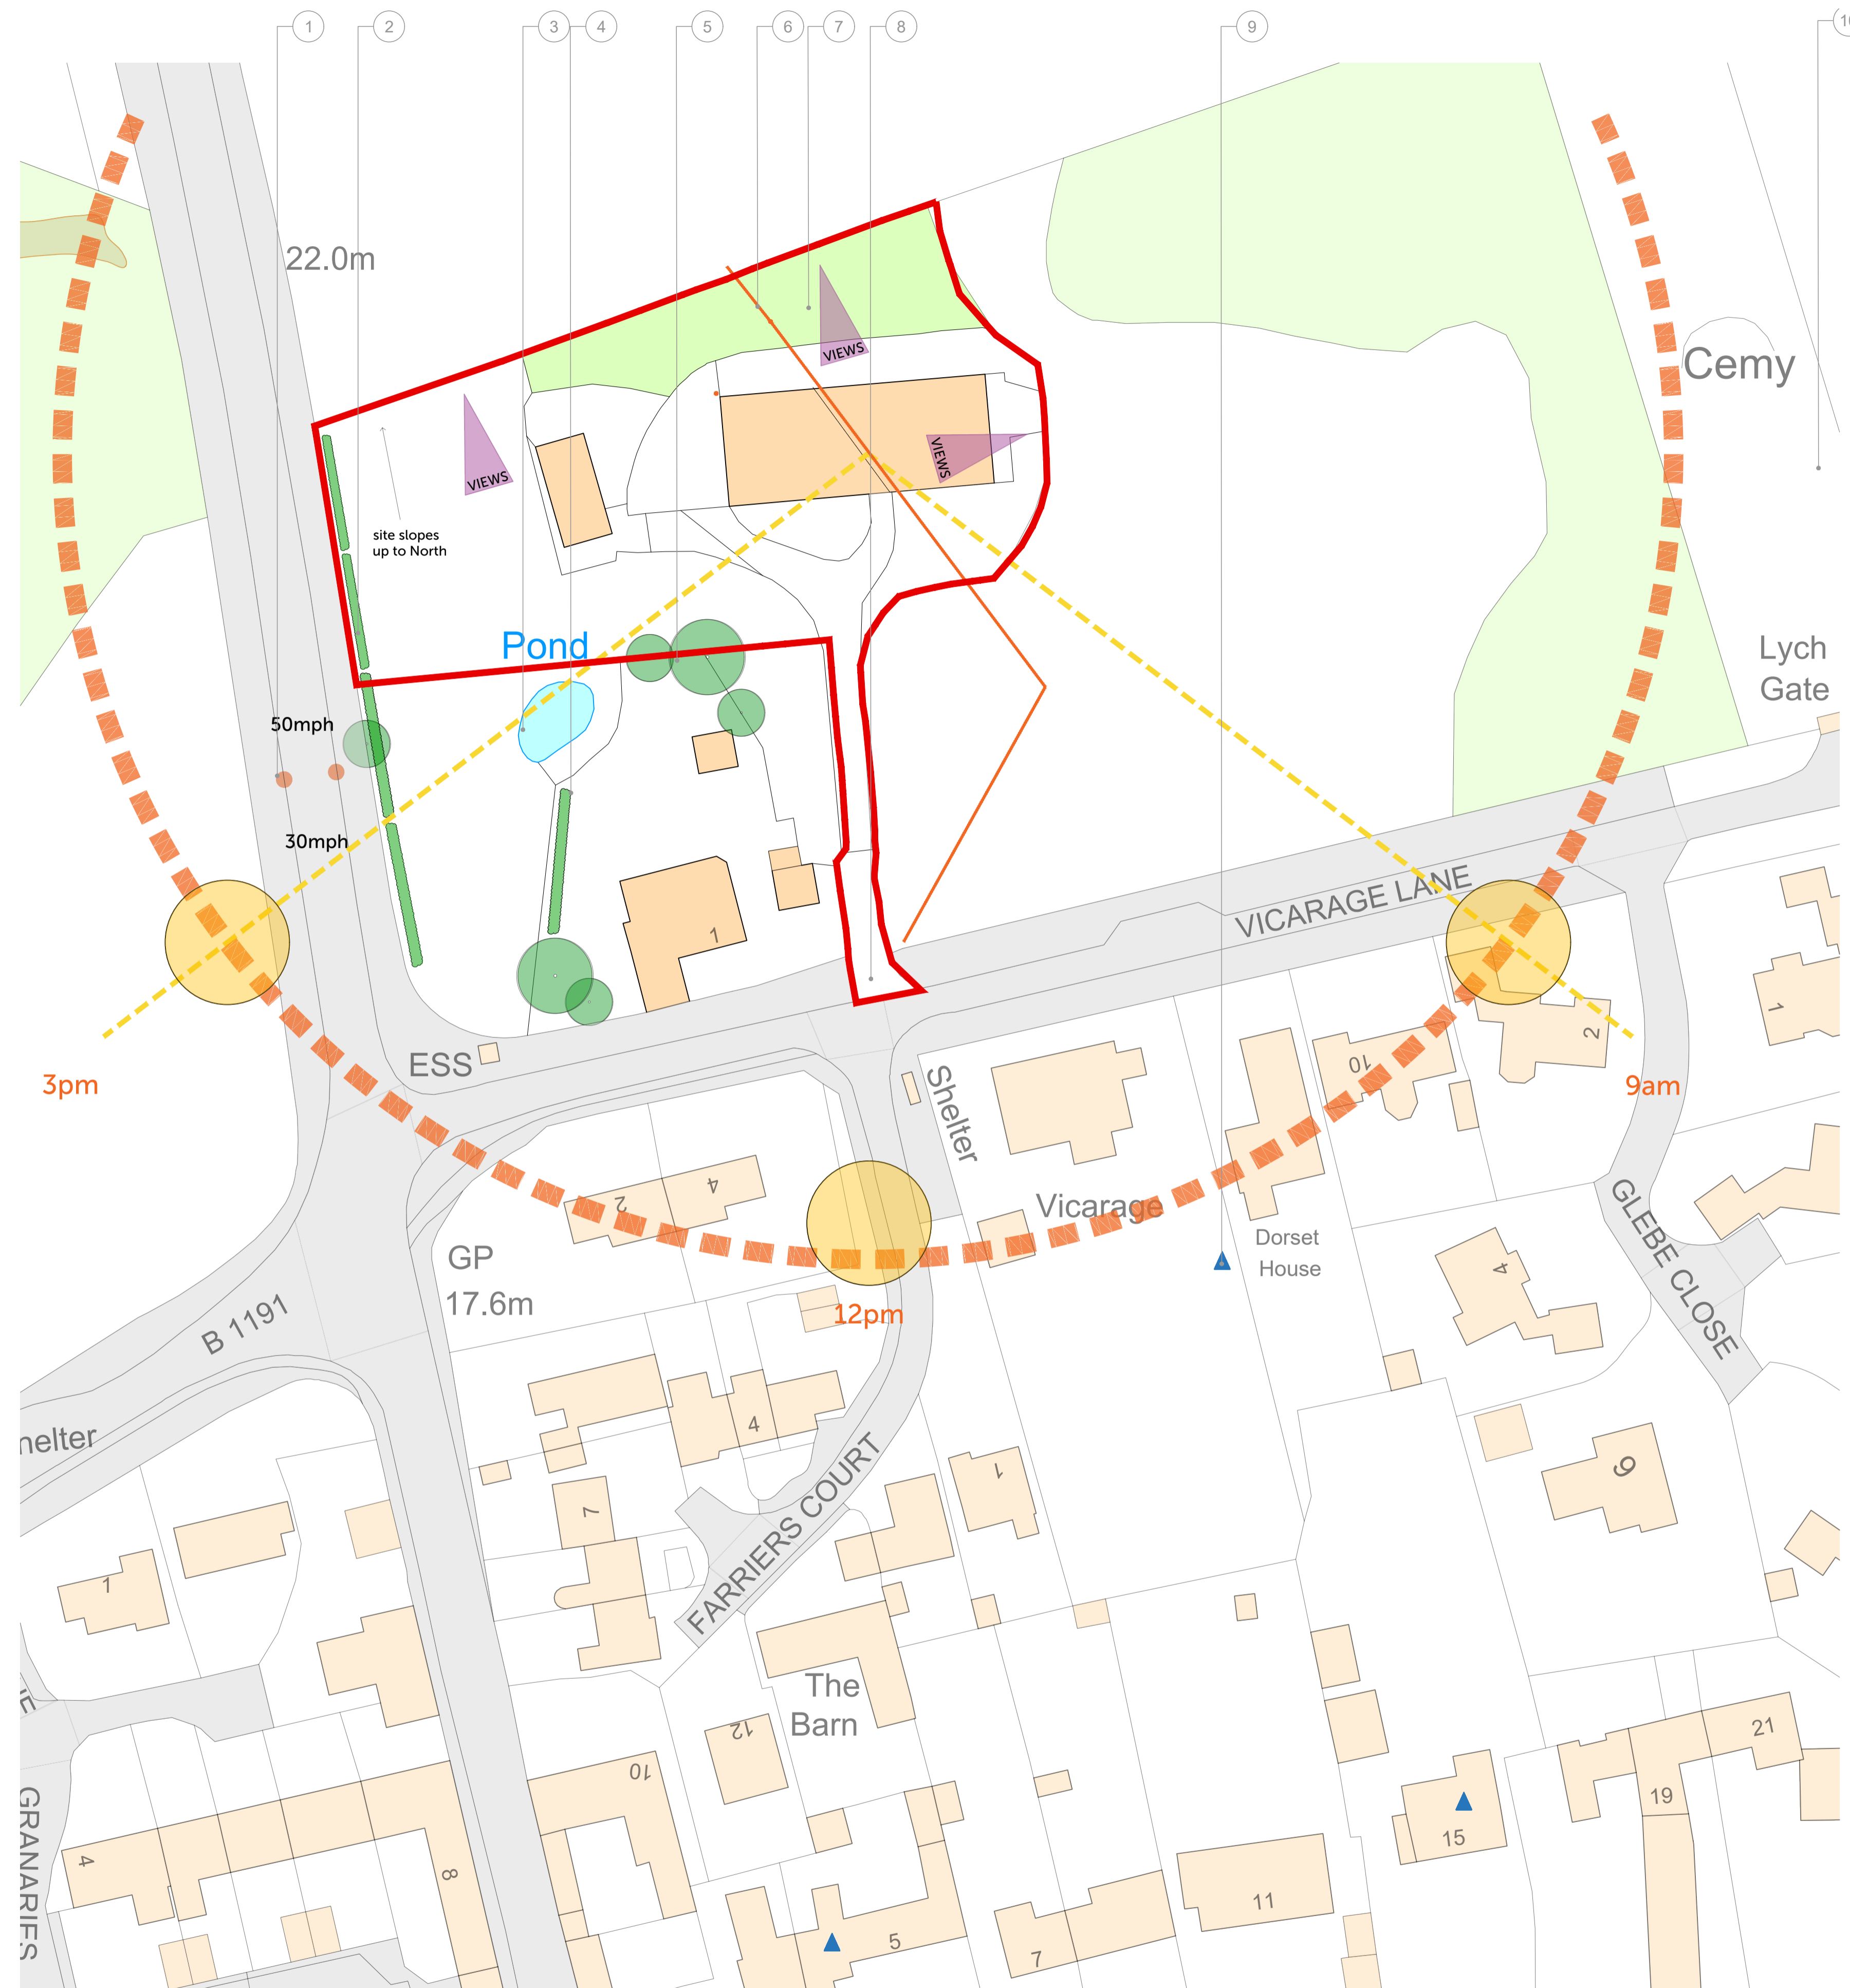 1
2
3
4
5
6
7
8
9
22.0m
VIEWS
Cemy
VIEWS
VIEWS
site slopes
up to North
Pond
Lych
Gate
50mph
30mph
VICARAGE LANE
1
1
2
ESS
3pm
10
9am
Shelter
2
4
Vicarage
GLEBE CLOSE
Dorset
House
GP
17.6m
4
12pm
B 1191
4
FARRIERS COURT
1
7
1
The
Barn
12
10
21
19
15
GRANARIES
4
8
11
5
7